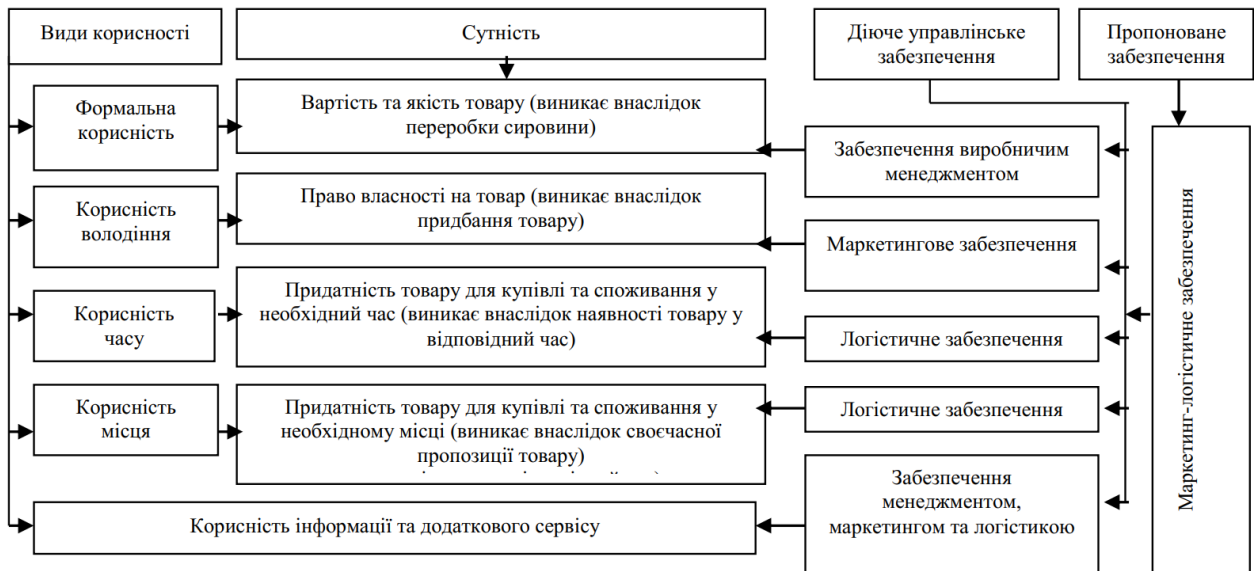 Види корисності
Сутність
Діюче управлінське
забезпечення
Пропоноване
забезпечення
Формальна
корисність
Вартість та якість товару (виникає внаслідок
переробки сировини)
Забезпечення виробничим
менеджментом
Корисність
володіння
Право власності на товар (виникає внаслідок
придбання товару)
Маркетингове забезпечення
Корисність
часу
Придатність товару для купівлі та споживання у
необхідний час (виникає внаслідок наявності товару у
відповідний час)
Логістичне забезпечення
Корисність
місця
Придатність товару для купівлі та споживання у
необхідному місці (виникає внаслідок своєчасної
пропозиції товару)
Логістичне забезпечення
Корисність інформації та додаткового сервісу
Забезпечення
менеджментом,
маркетингом та логістикою
Маркетинг-логістичне забезпечення